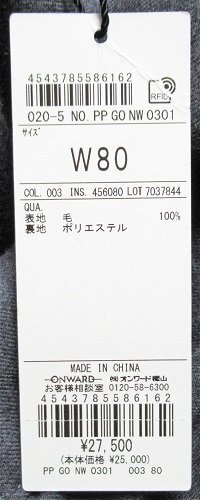 4543785586162
RFID
020-5 NO. PP GO NW 0301
サイズ
W80
COL. 003 INS. 456080 LOT 7037844
QUA.
表地 毛 100%
裏地 ポリエステル
MADE IN CHINA
ONWARD ㈱オンワード樫山
お客様相談室 0120-58-6300
4543785586162
¥27,500
(本体価格 ¥25,000)
PP GO NW 0301 003 80